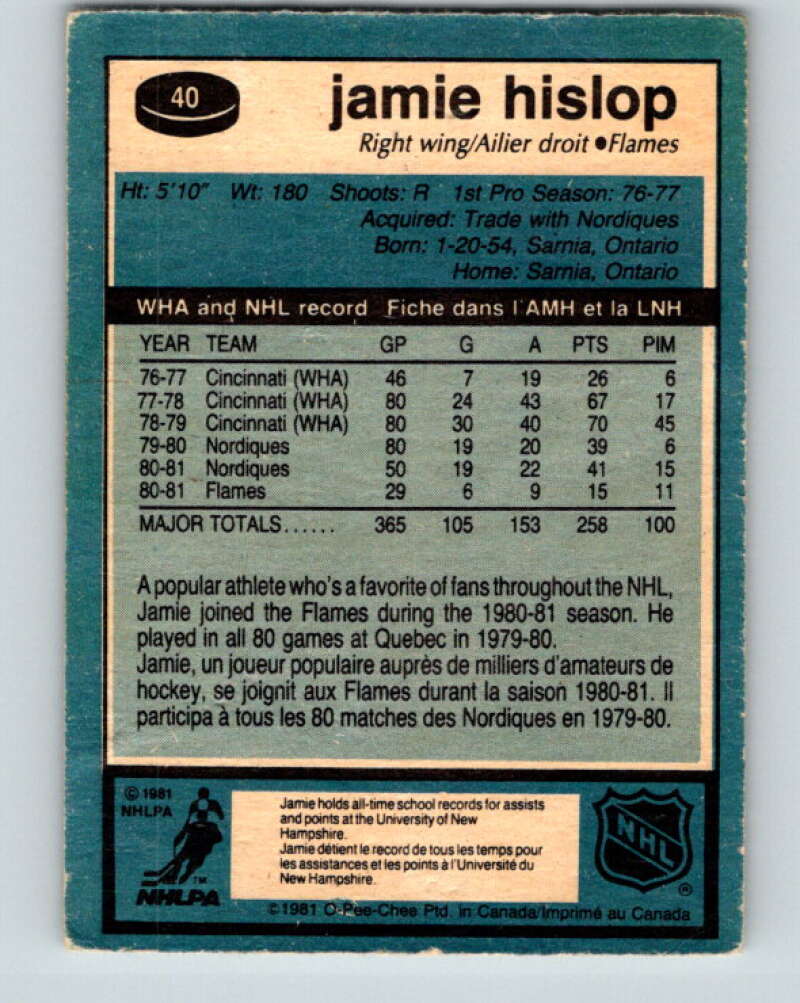 40
jamie hislop
Right wing/Ailier droit ●Flames
Ht: 5'10" Wt: 180 Shoots: R 1st Pro Season: 76-77
Acquired: Trade with Nordiques
Born: 1-20-54, Sarnia, Ontario
Home: Sarnia, Ontario
WHA and NHL record Fiche dans l'AMH et la LNH
YEAR TEAM GP G A PTS PIM
76-77 Cincinnati (WHA) 46 7 19 26 6
77-78 Cincinnati (WHA) 80 24 43 67 17
78-79 Cincinnati (WHA) 80 30 40 70 45
79-80 Nordiques 80 19 20 39 6
80-81 Nordiques 50 19 22 41 15
80-81 Flames 29 6 9 15 11
MAJOR TOTALS...... 365 105 153 258 100
A popular athlete who's a favorite of fans throughout the NHL,
Jamie joined the Flames during the 1980-81 season. He
played in all 80 games at Quebec in 1979-80.
Jamie, un joueur populaire auprès de milliers d'amateurs de
hockey, se joignit aux Flames durant la saison 1980-81. Il
participa à tous les 80 matches des Nordiques en 1979-80.
© 1981
NHLPA
TM
NHLPA
Jamie holds all-time school records for assists
and points at the University of New
Hampshire.
Jamie détient le record de tous les temps pour
les assistances et les points à l'Université du
New Hampshire.
NHL
®
©1981 O-Pee-Chee Ptd. in Canada/Imprimé au Canada